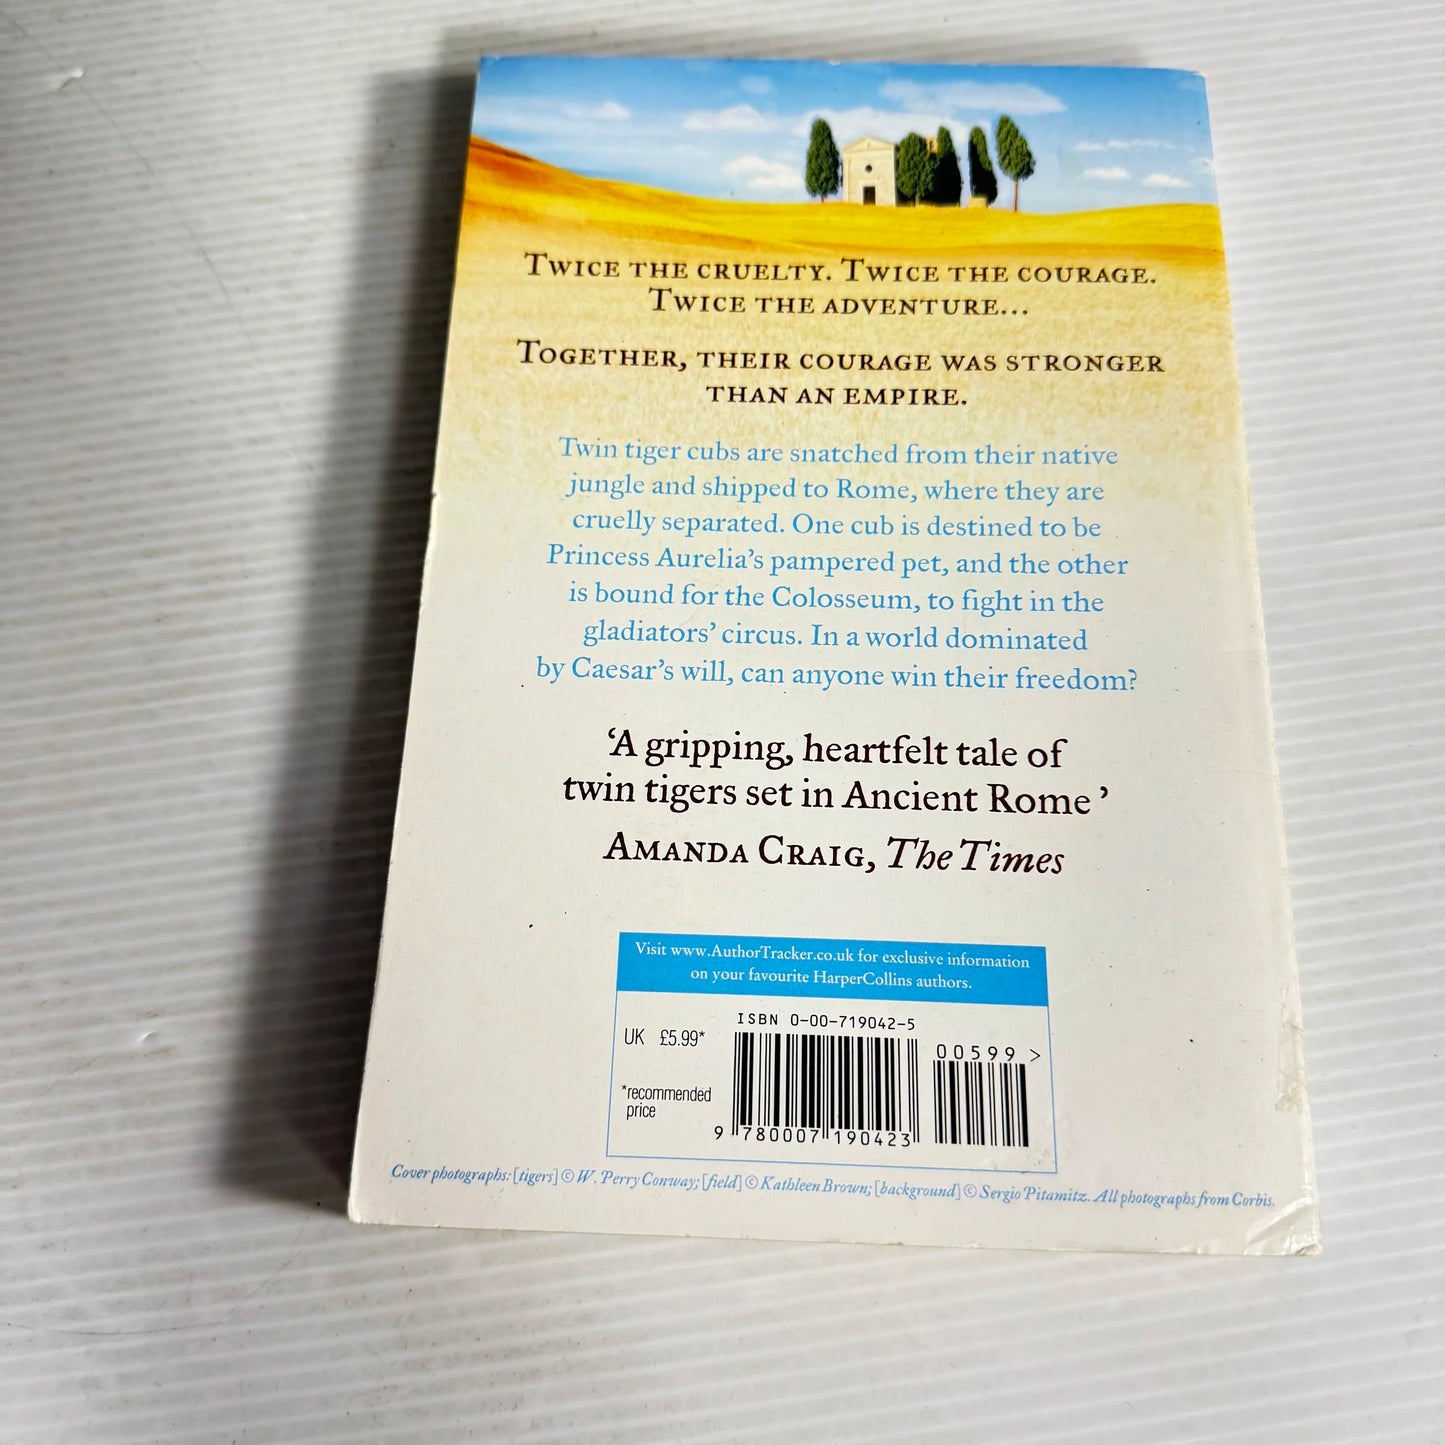 TWICE THE CRUELTY. TWICE THE COURAGE.
TWICE THE ADVENTURE...
TOGETHER, THEIR COURAGE WAS STRONGER
THAN AN EMPIRE.
Twin tiger cubs are snatched from their native
jungle and shipped to Rome, where they are
cruelly separated. One cub is destined to be
Princess Aurelia's pampered pet, and the other
is bound for the Colosseum, to fight in the
gladiators' circus. In a world dominated
by Caesar's will, can anyone win their freedom?
‘A gripping, heartfelt tale of
twin tigers set in Ancient Rome ’
AMANDA CRAIG, The Times
Visit www.AuthorTracker.co.uk for exclusive information
on your favourite HarperCollins authors.
ISBN 0-00-719042-5
UK £5.99*
00599 >
*recommended
price
9 780007 190423
Cover photographs: [tigers] © W. Perry Conway; [field] © Kathleen Brown; [background] © Sergio Pitamitz. All photographs from Corbis.